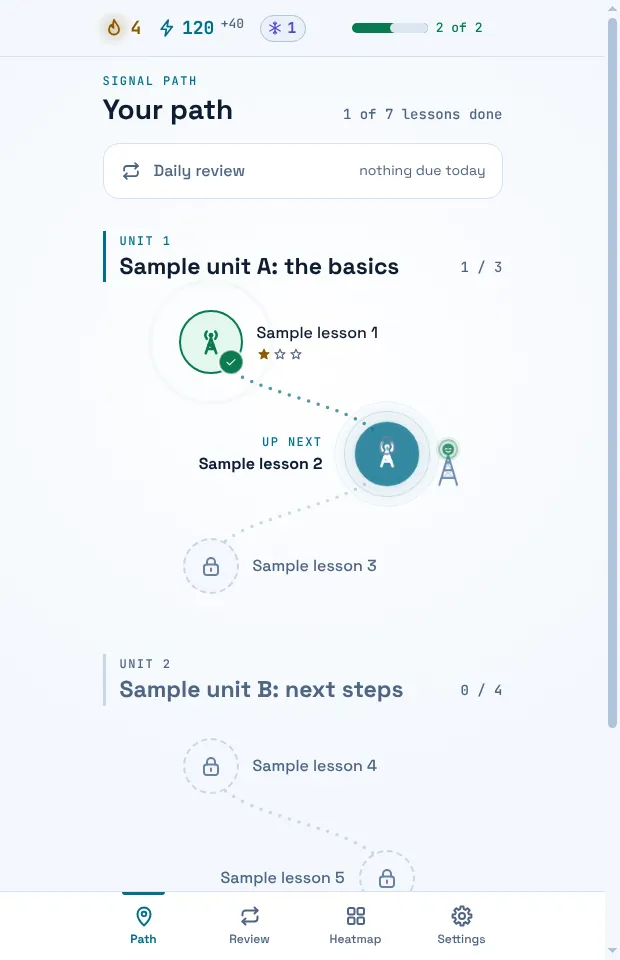 4 120 +40 1 2 of 2
SIGNAL PATH
Your path 1 of 7 lessons done
Daily review nothing due today
UNIT 1
Sample unit A: the basics 1 / 3
Sample lesson 1
UP NEXT
Sample lesson 2
Sample lesson 3
UNIT 2
Sample unit B: next steps 0 / 4
Sample lesson 4
Sample lesson 5
Path Review Heatmap Settings